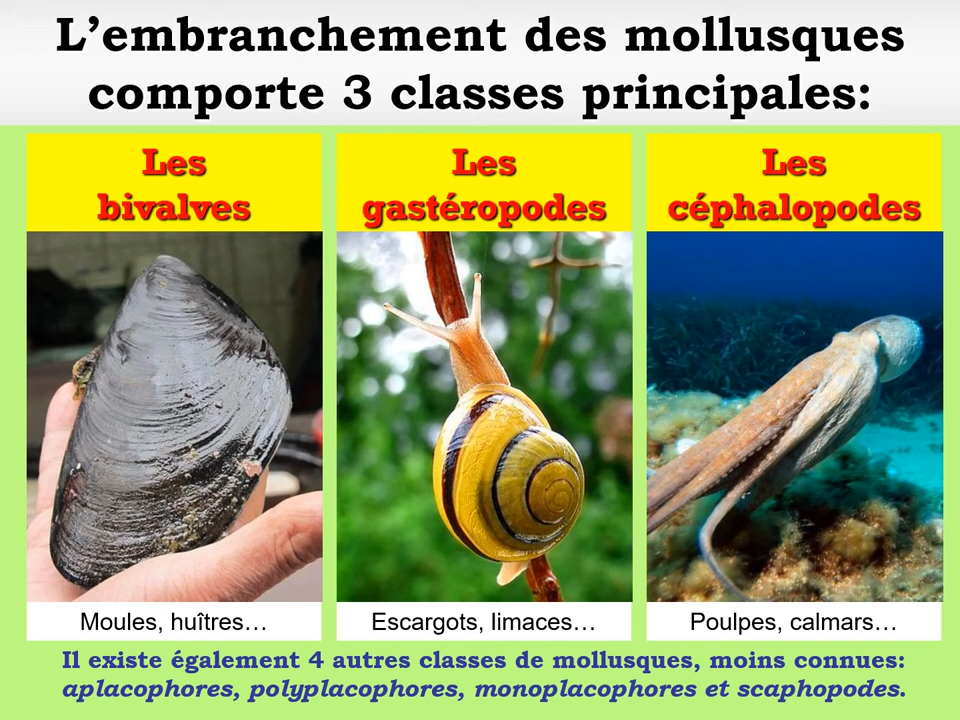 L’embranchement des mollusques
comporte 3 classes principales:
Les
bivalves
Les
gastéropodes
Les
céphalopodes
Moules, huîtres…
Escargots, limaces…
Poulpes, calmars…
Il existe également 4 autres classes de mollusques, moins connues:
aplacophores, polyplacophores, monoplacophores et scaphopodes.